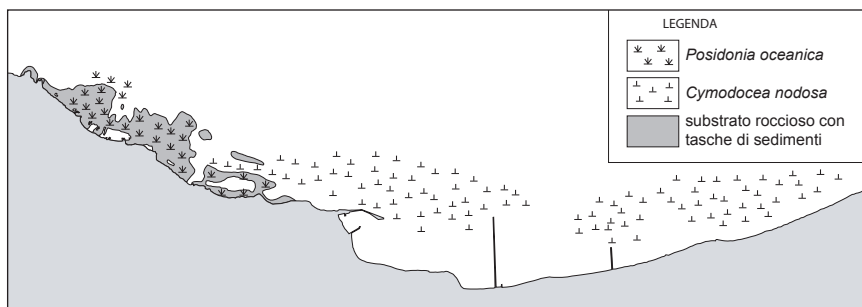 LEGENDA
Posidonia oceanica
Cymodocea nodosa
substrato roccioso con
tasche di sedimenti